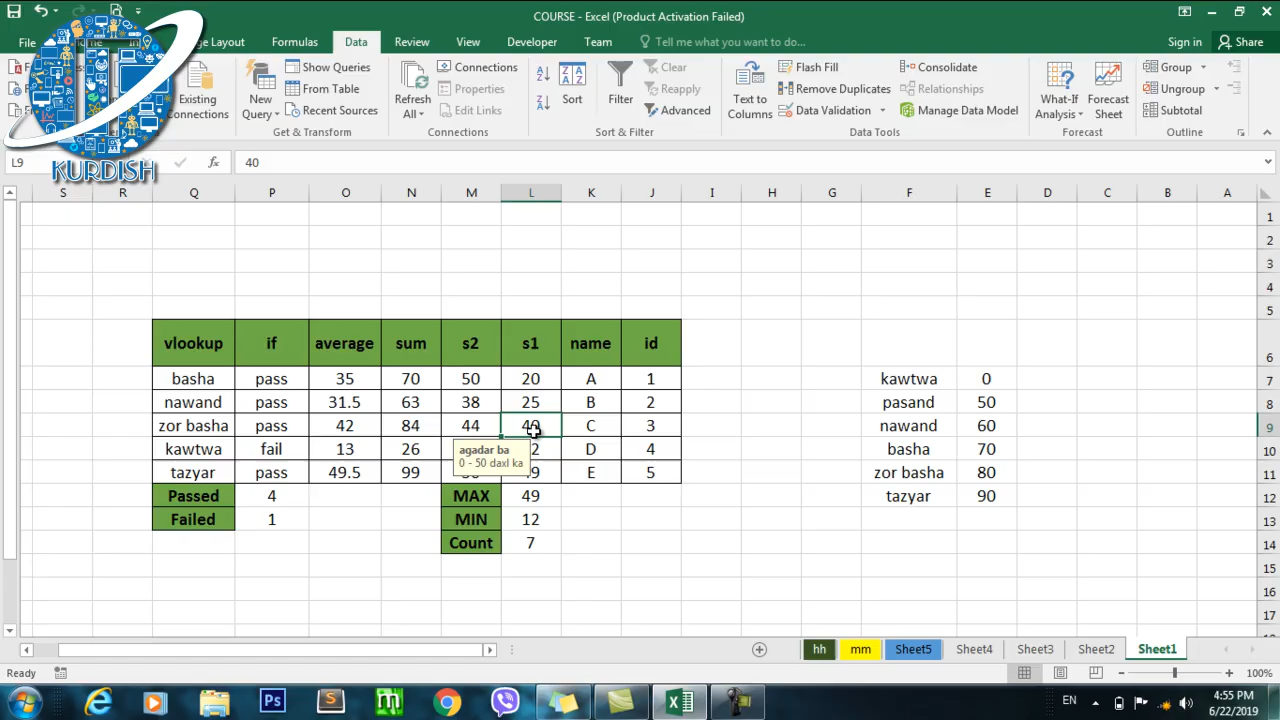 COURSE - Excel (Product Activation Failed)
File Page Layout Formulas Data Review View Developer Team Tell me what you want to do... Sign in Share
Existing Connections
New Query
Show Queries
From Table
Recent Sources
Get & Transform
Refresh All
Connections
Properties
Edit Links
Connections
Sort
Filter
Clear
Reapply
Advanced
Sort & Filter
Text to Columns
Flash Fill
Remove Duplicates
Data Validation
Consolidate
Relationships
Manage Data Model
Data Tools
What-If Analysis
Forecast Sheet
Forecast
Group
Ungroup
Subtotal
Outline
KURDISH
L9 fx 40
S R Q P O N M L K J I H G F E D C B A
1
2
3
4
5
vlookup if average sum s2 s1 name id 6
basha pass 35 70 50 20 A 1 kawtwa 0 7
nawand pass 31.5 63 38 25 B 2 pasand 50 8
zor basha pass 42 84 44 40 C 3 nawand 60 9
kawtwa fail 13 26 D 4 basha 70 10
tazyar pass 49.5 99 E 5 zor basha 80 11
agadar ba
0 - 50 daxl ka
Passed 4 MAX 49 tazyar 90 12
Failed 1 MIN 12 13
Count 7 14
15
16
17
hh mm Sheet5 Sheet4 Sheet3 Sheet2 Sheet1
Ready 100%
Ps S EN 4:55 PM
6/22/2019